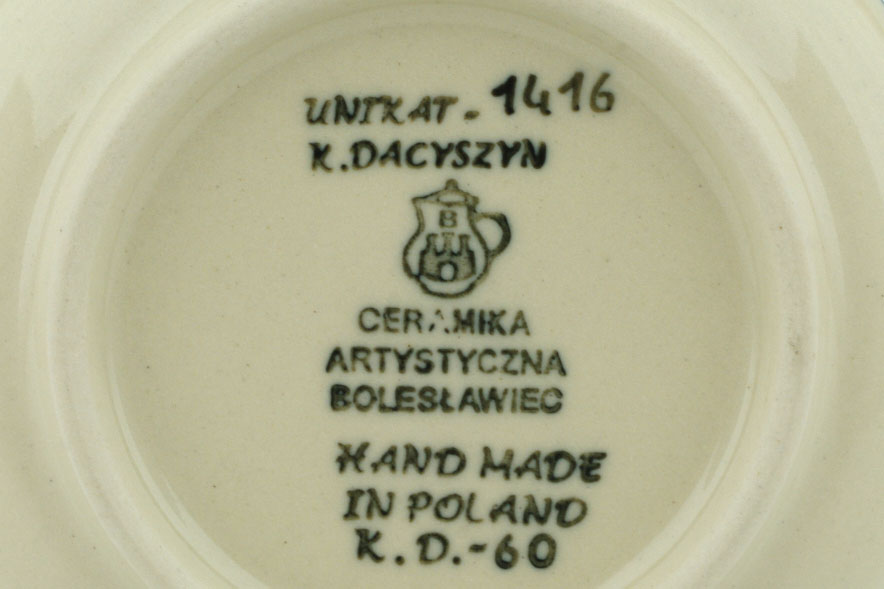 UNIKAT - 1416
K. DACYSZYN
B
CERAMIKA
ARTYSTYCZNA
BOLESŁAWIEC
HAND MADE
IN POLAND
K. D.-60